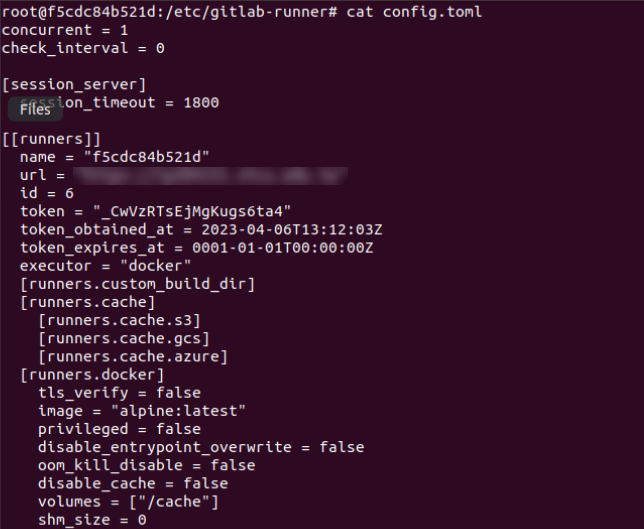 root@f5cdc84b521d:/etc/gitlab-runner# cat config.toml
concurrent = 1
check_interval = 0
[session_server]
session_timeout = 1800
Files
[[runners]]
name = "f5cdc84b521d"
url =
id = 6
token = "_CwVzRTsEjMgKugs6ta4"
token_obtained_at = 2023-04-06T13:12:03Z
token_expires_at = 0001-01-01T00:00:00Z
executor = "docker"
[runners.custom_build_dir]
[runners.cache]
[runners.cache.s3]
[runners.cache.gcs]
[runners.cache.azure]
[runners.docker]
tls_verify = false
image = "alpine:latest"
privileged = false
disable_entrypoint_overwrite = false
oom_kill_disable = false
disable_cache = false
volumes = ["/cache"]
shm_size = 0